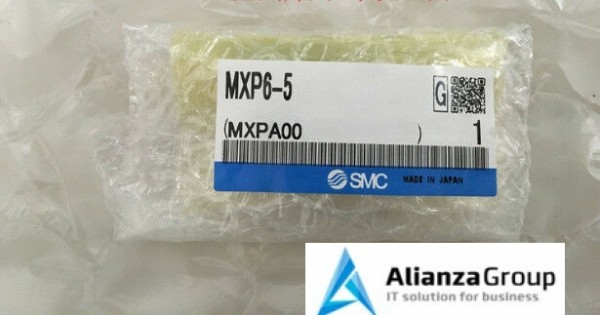 MXP6-5
G
(MXPA00 )
1
SMC
MADE IN JAPAN
AlianzaGroup
IT solution for business